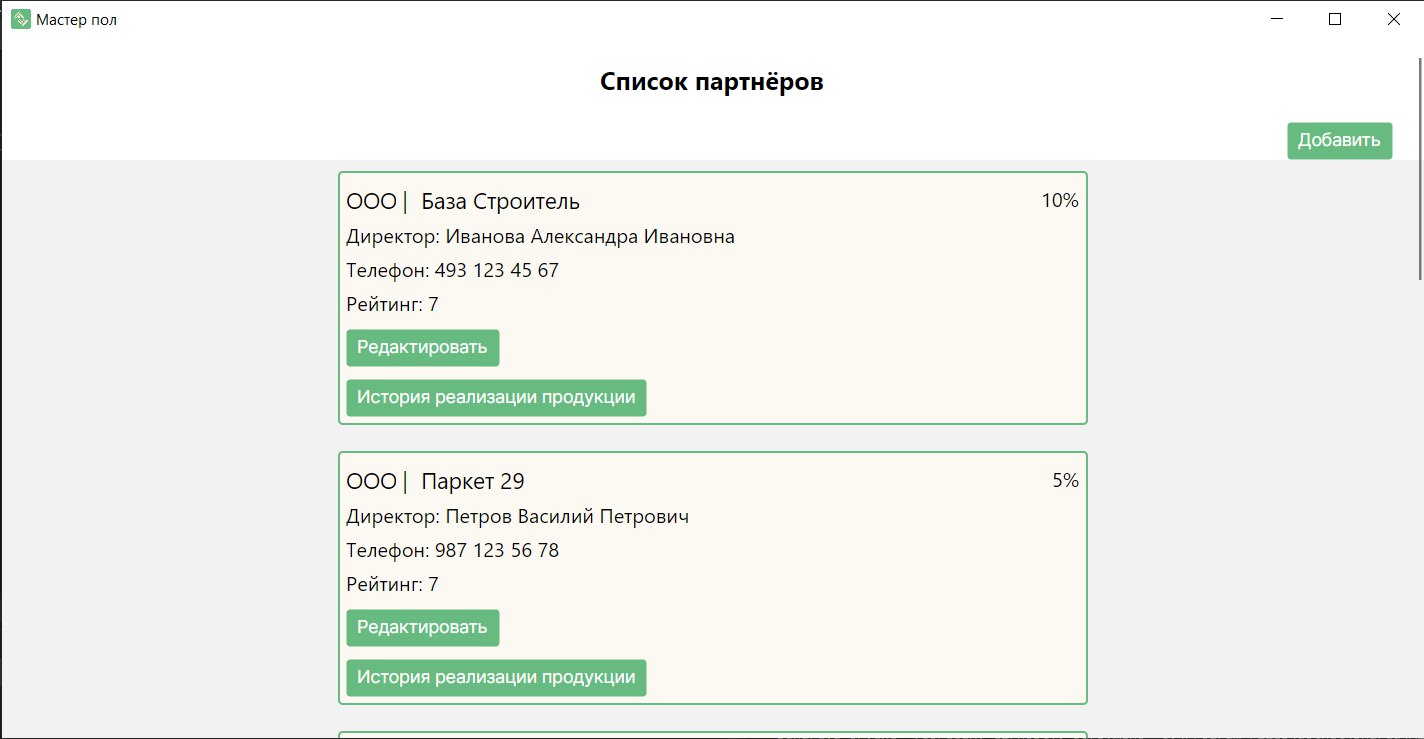 Мастер пол
Список партнёров
Добавить
ООО | База Строитель 10%
Директор: Иванова Александра Ивановна
Телефон: 493 123 45 67
Рейтинг: 7
Редактировать
История реализации продукции
ООО | Паркет 29 5%
Директор: Петров Василий Петрович
Телефон: 987 123 56 78
Рейтинг: 7
Редактировать
История реализации продукции